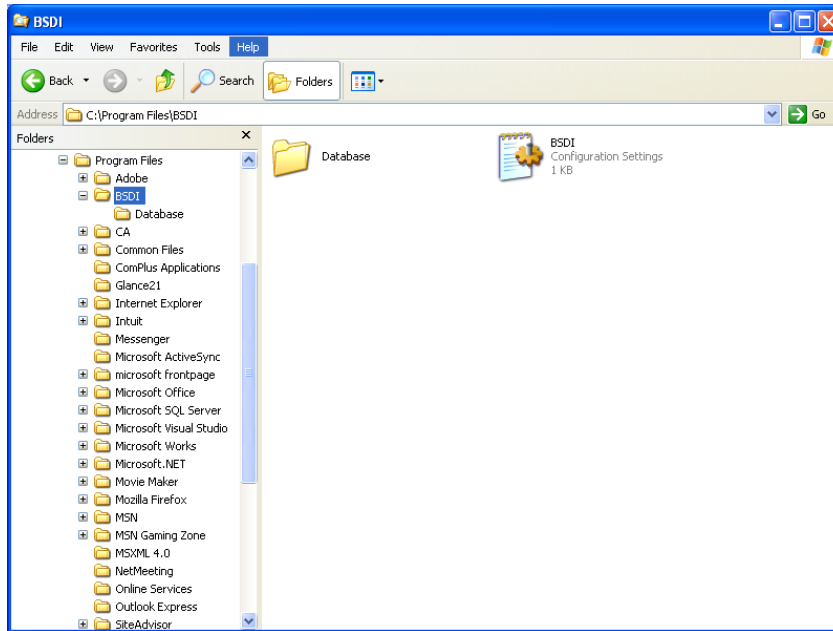 BSDI
File Edit View Favorites Tools Help
Back Search Folders
Address C:\Program Files\BSDI Go
Folders
Program Files
Adobe
BSDI
Database
CA
Common Files
ComPlus Applications
Glance21
Internet Explorer
Intuit
Messenger
Microsoft ActiveSync
microsoft frontpage
Microsoft Office
Microsoft SQL Server
Microsoft Visual Studio
Microsoft Works
Microsoft.NET
Movie Maker
Mozilla Firefox
MSN
MSN Gaming Zone
MSXML 4.0
NetMeeting
Online Services
Outlook Express
SiteAdvisor
Database
BSDI
Configuration Settings
1 KB